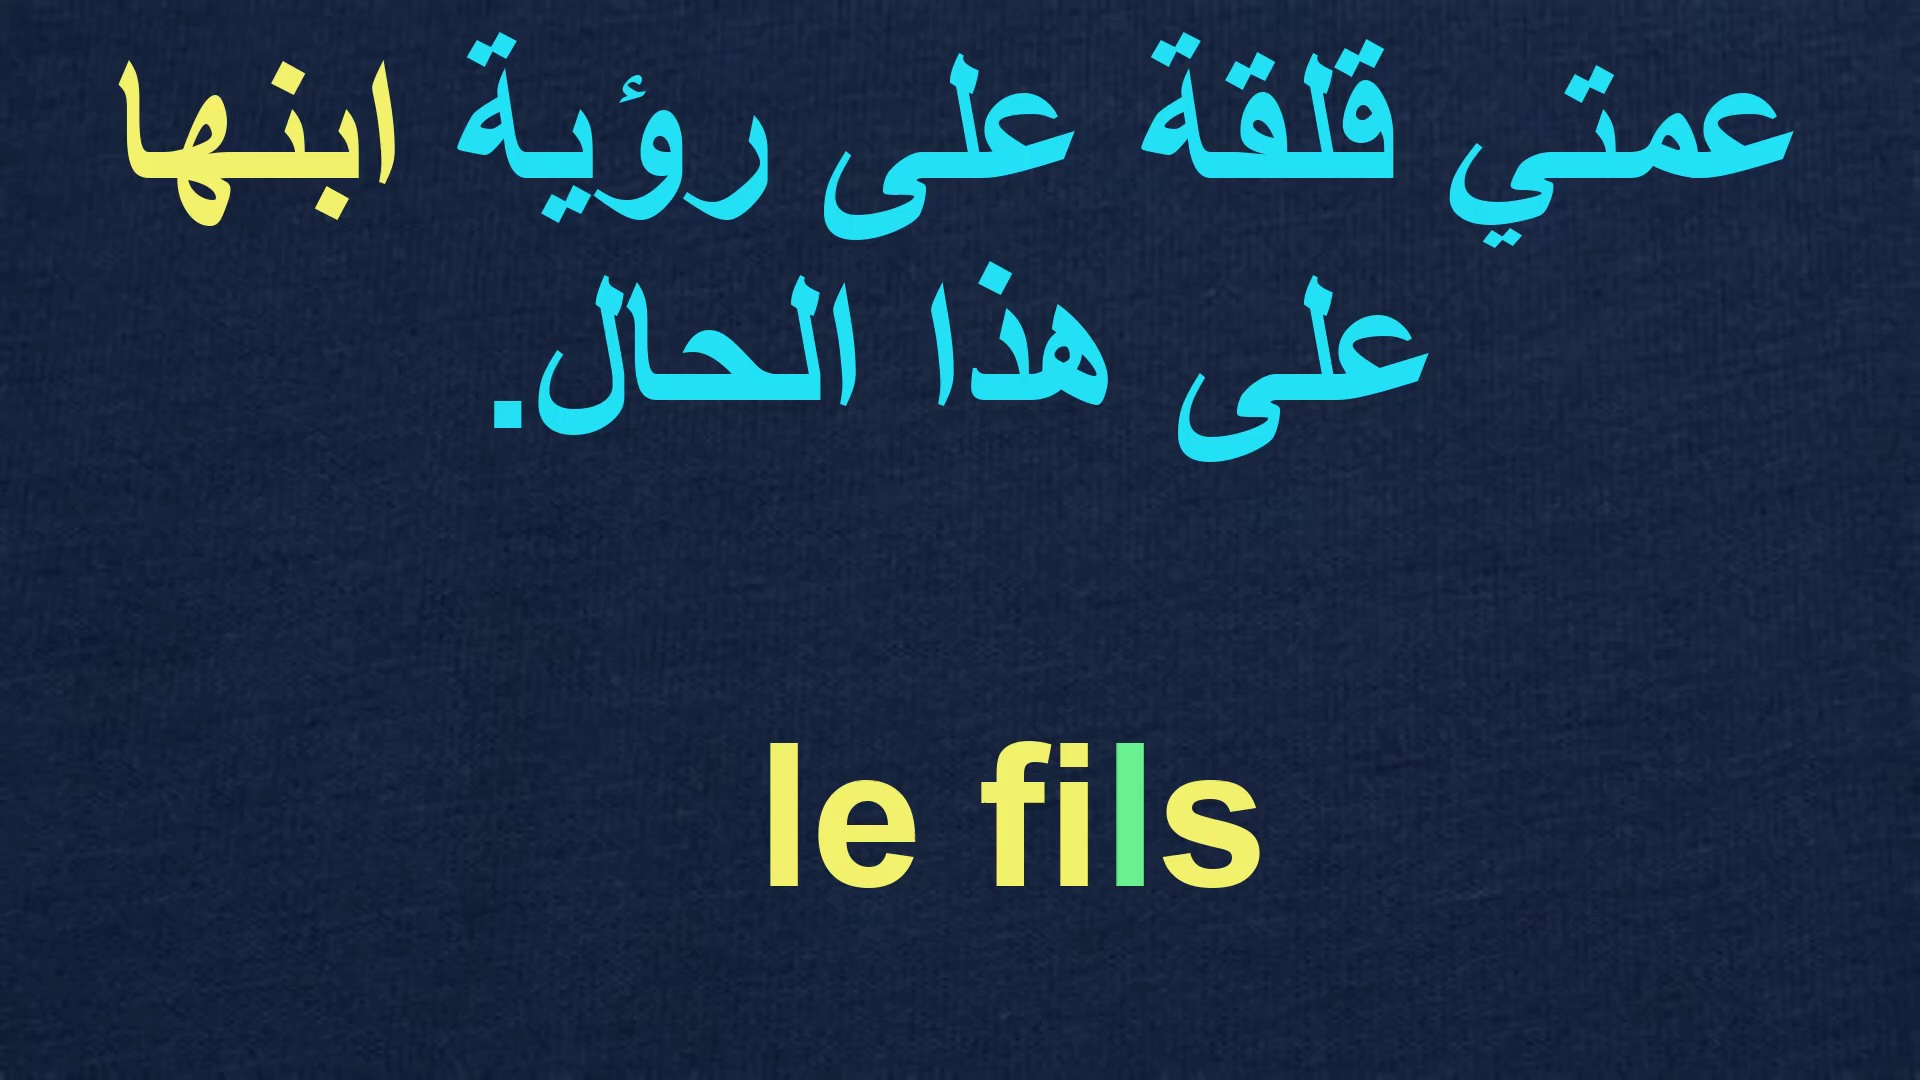 عمتي قلقة على رؤية ابنها
على هذا الحال.
le fils